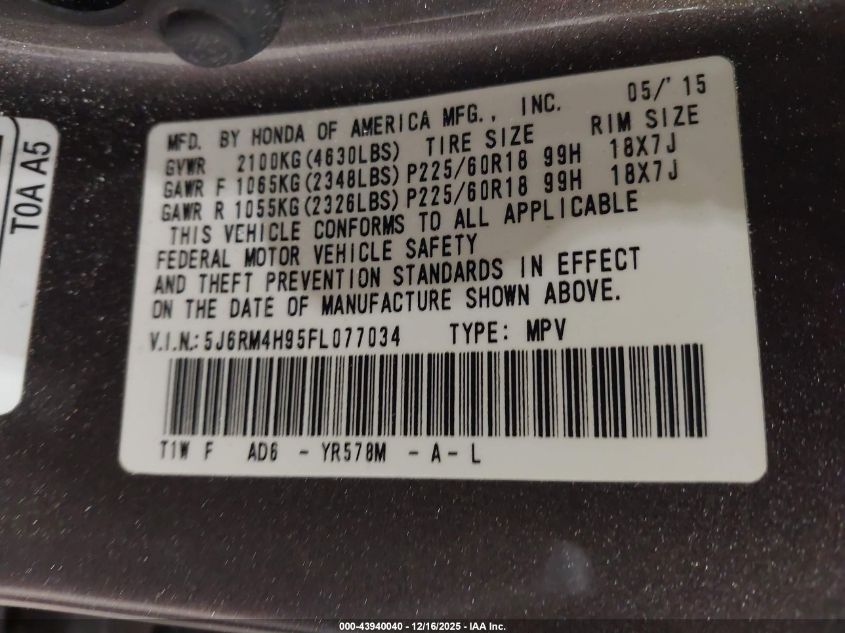 MFD. BY HONDA OF AMERICA MFG., INC. 05/'15
GVWR 2100KG(4630LBS) TIRE SIZE RIM SIZE
GAWR F 1065KG(2348LBS) P225/60R18 99H 18X7J
GAWR R 1055KG(2326LBS) P225/60R18 99H 18X7J
THIS VEHICLE CONFORMS TO ALL APPLICABLE
FEDERAL MOTOR VEHICLE SAFETY
AND THEFT PREVENTION STANDARDS IN EFFECT
ON THE DATE OF MANUFACTURE SHOWN ABOVE.
V.I.N.: 5J6RM4H95FL077034 TYPE: MPV
T1W F AD6 - YR578M - A - L
T0A A5
000-43940040 - 12/16/2025 - IAA Inc.